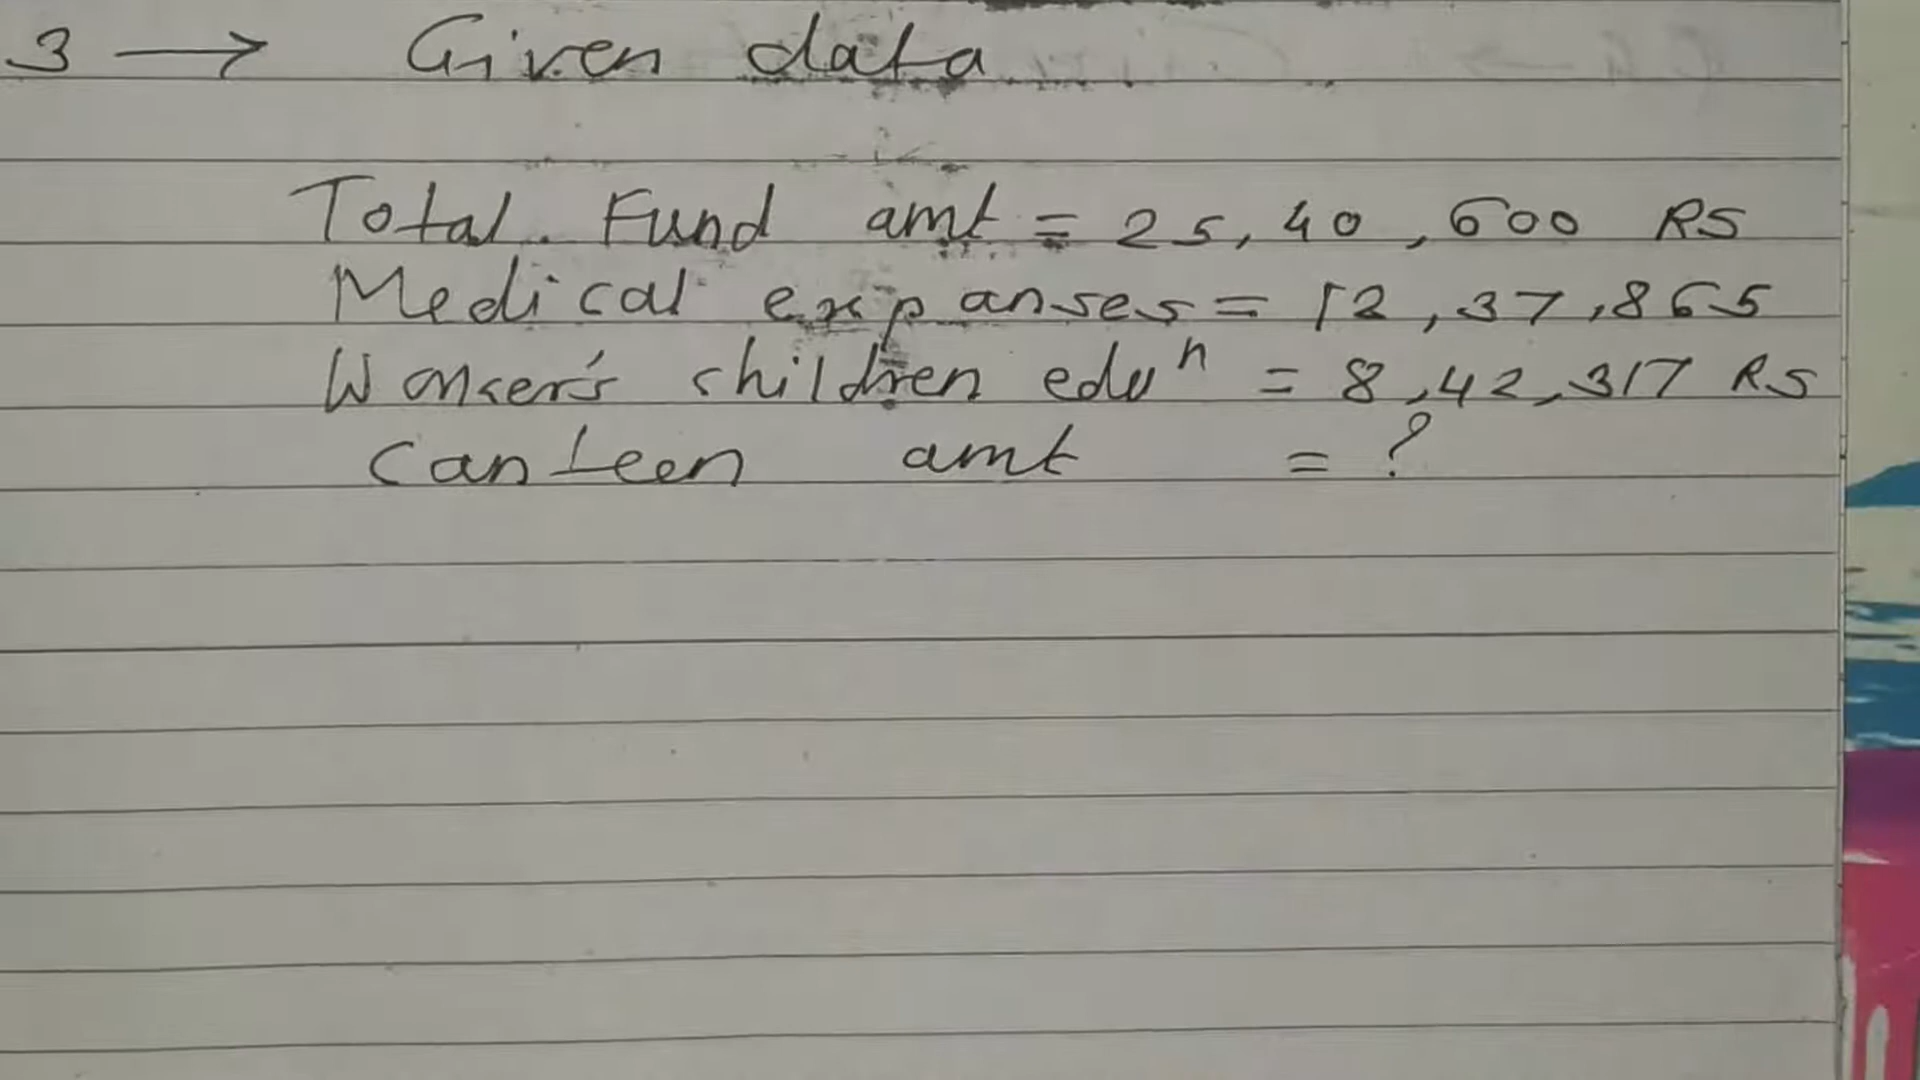 3 → Given data
Total. Fund amt = 25,40,600 RS
Medical expanses = 12,37,865
Worker's children eduⁿ = 8,42,317 RS
Canteen amt = ?